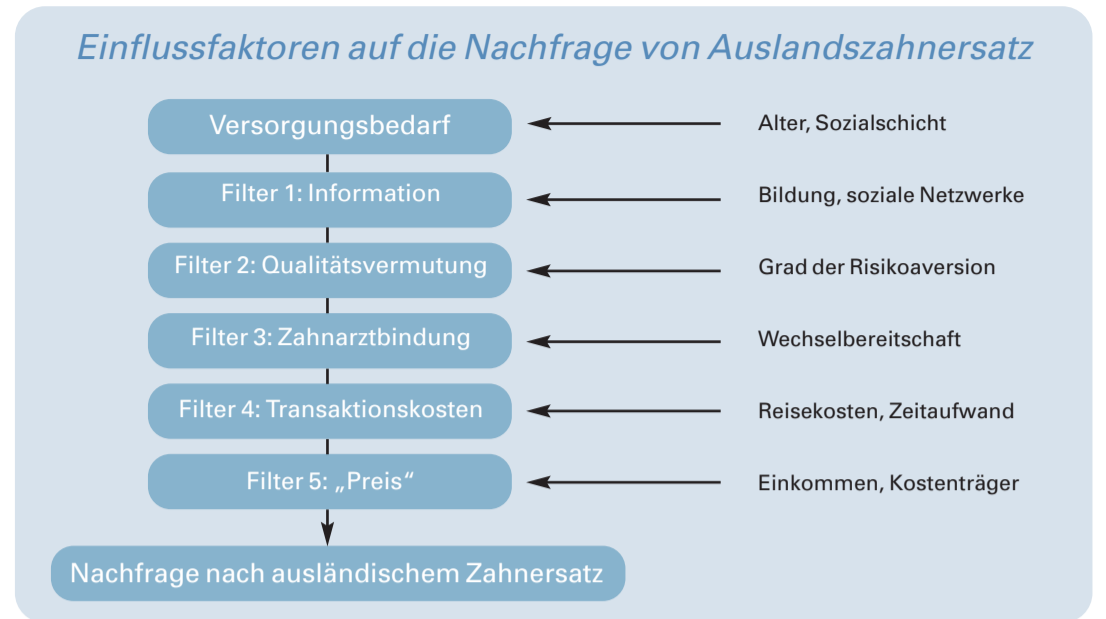 Einflussfaktoren auf die Nachfrage von Auslandszahnersatz
Versorgungsbedarf
Alter, Sozialschicht
Filter 1: Information
Bildung, soziale Netzwerke
Filter 2: Qualitätsvermutung
Grad der Risikoaversion
Filter 3: Zahnarztbindung
Wechselbereitschaft
Filter 4: Transaktionskosten
Reisekosten, Zeitaufwand
Filter 5: „Preis“
Einkommen, Kostenträger
Nachfrage nach ausländischem Zahnersatz